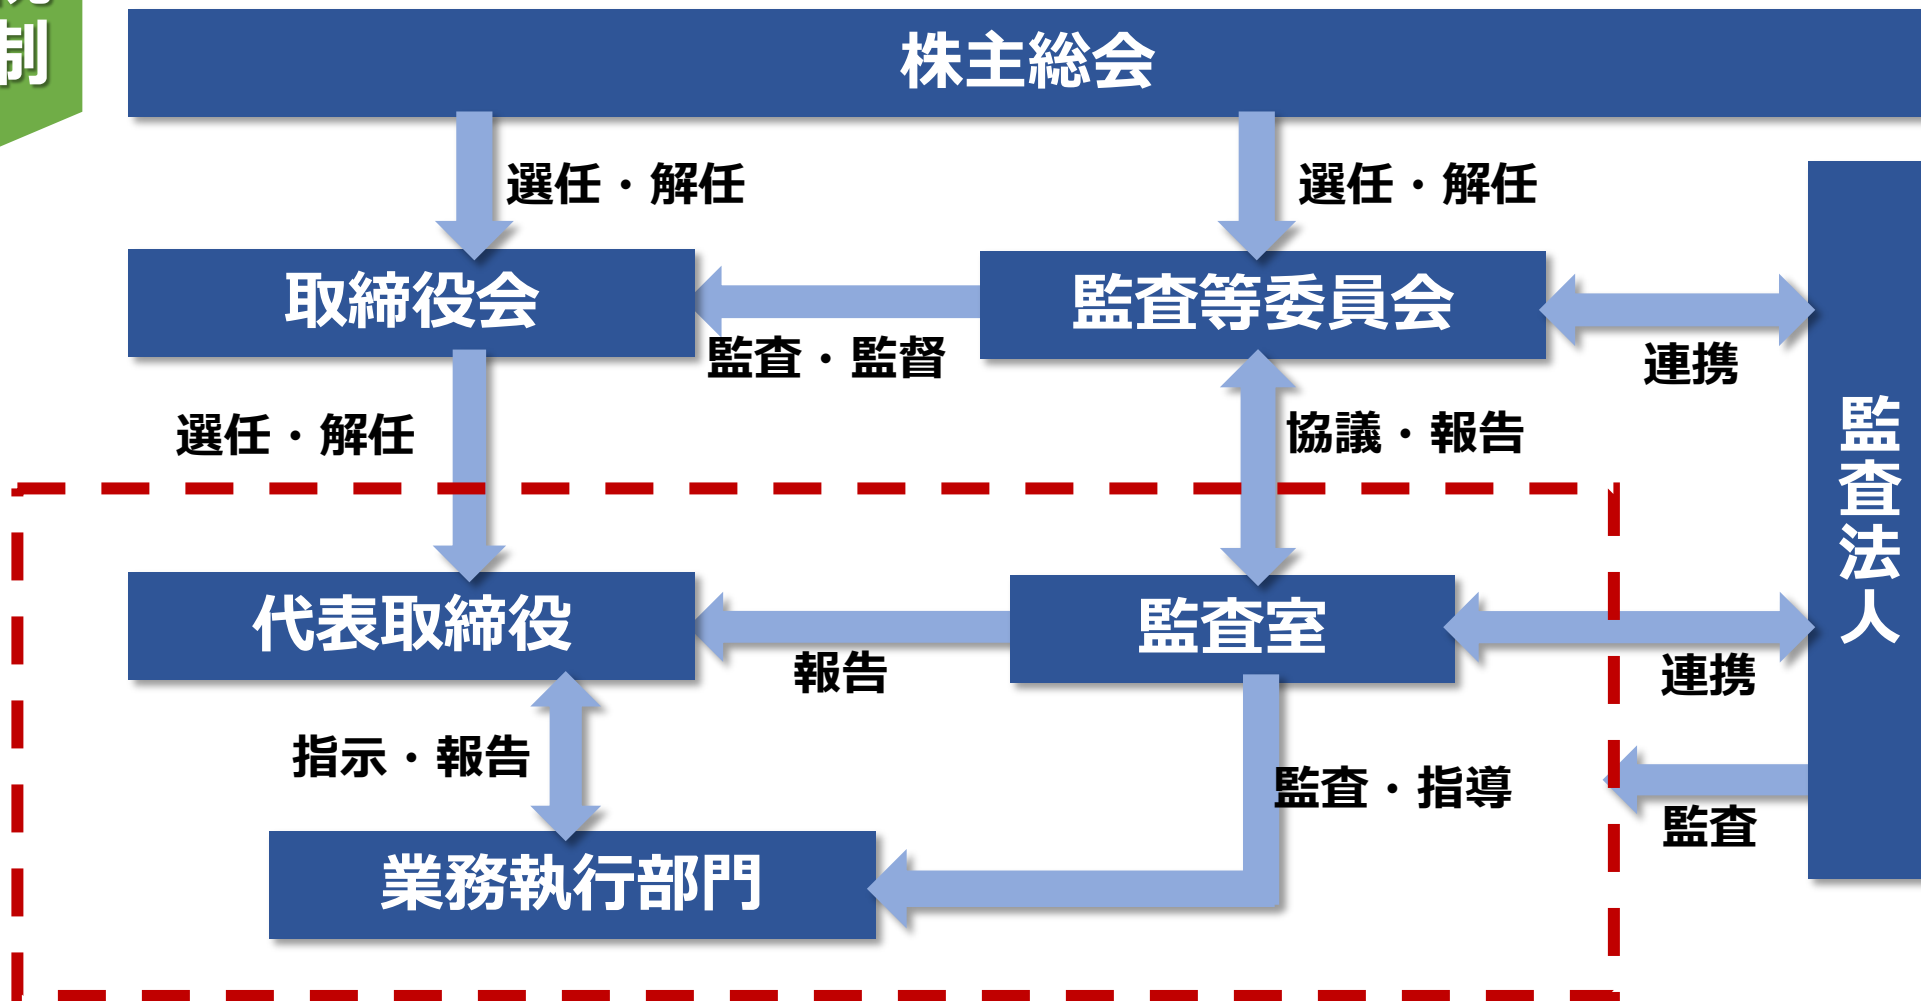 制
株主総会
選任・解任
選任・解任
取締役会
監査等委員会
監査・監督
連携
選任・解任
協議・報告
監査法人
代表取締役
監査室
報告
連携
指示・報告
監査・指導
監査
業務執行部門